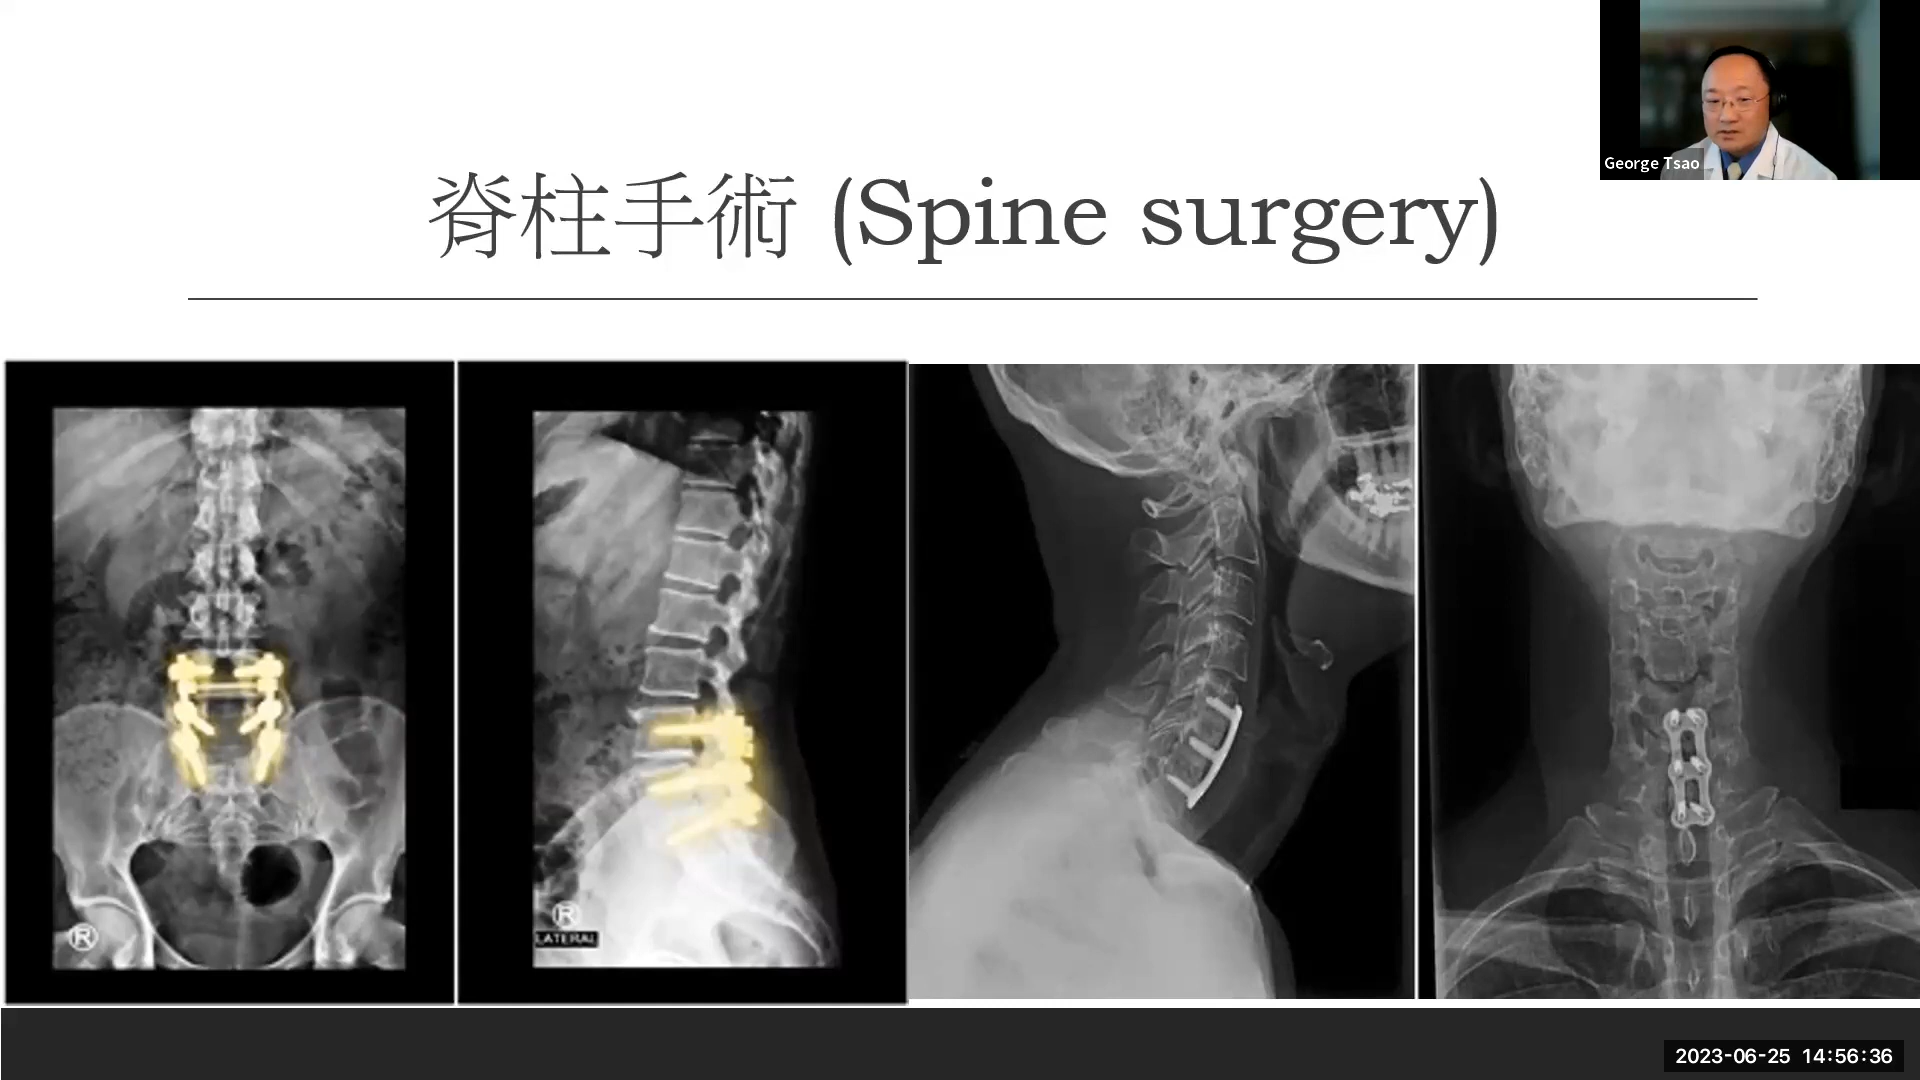 George Tsao
脊柱手術 (Spine surgery)
R
R
LATERAL
2023-06-25 14:56:36